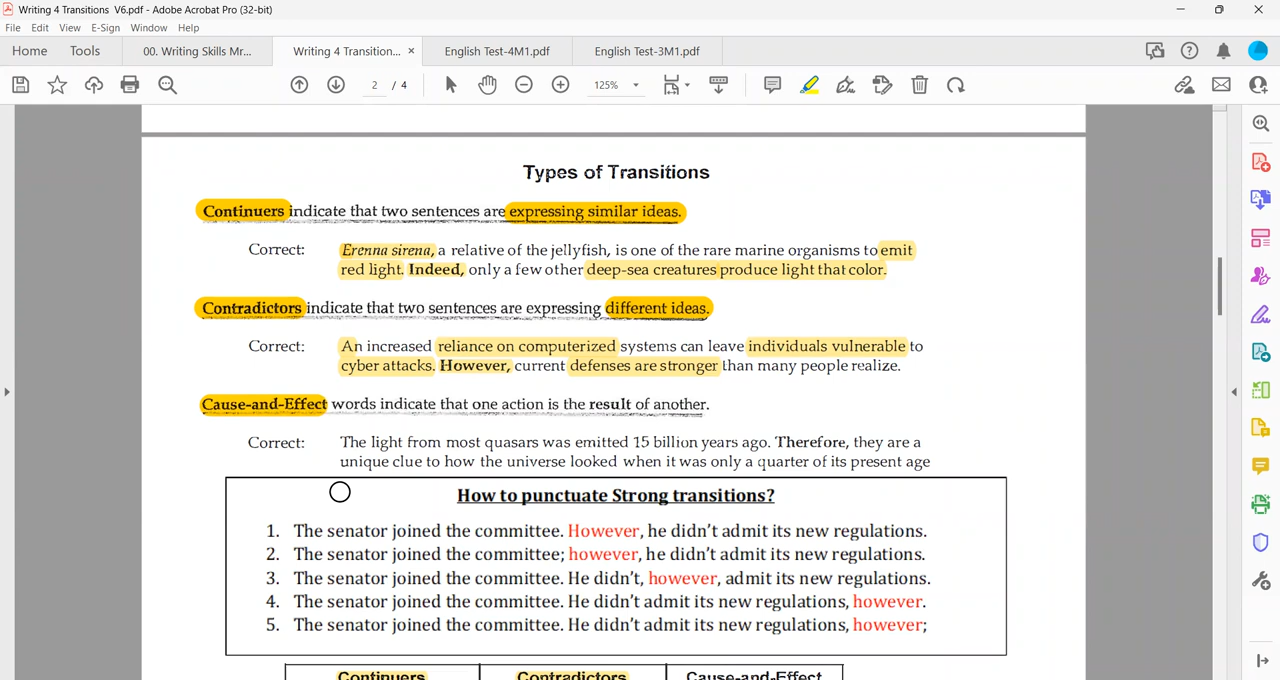 Writing 4 Transitions V6.pdf - Adobe Acrobat Pro (32-bit)
File Edit View E-Sign Window Help
Home Tools 00. Writing Skills Mr... Writing 4 Transition... × English Test-4M1.pdf English Test-3M1.pdf
2 / 4 125%
Types of Transitions
Continuers indicate that two sentences are expressing similar ideas.
Correct: Erenna sirena, a relative of the jellyfish, is one of the rare marine organisms to emit
red light. Indeed, only a few other deep-sea creatures produce light that color.
Contradictors indicate that two sentences are expressing different ideas.
Correct: An increased reliance on computerized systems can leave individuals vulnerable to
cyber attacks. However, current defenses are stronger than many people realize.
Cause-and-Effect words indicate that one action is the result of another.
Correct: The light from most quasars was emitted 15 billion years ago. Therefore, they are a
unique clue to how the universe looked when it was only a quarter of its present age
How to punctuate Strong transitions?
1. The senator joined the committee. However, he didn't admit its new regulations.
2. The senator joined the committee; however, he didn't admit its new regulations.
3. The senator joined the committee. He didn't, however, admit its new regulations.
4. The senator joined the committee. He didn't admit its new regulations, however.
5. The senator joined the committee. He didn't admit its new regulations, however;
Continuers Contradictors Cause-and-Effect